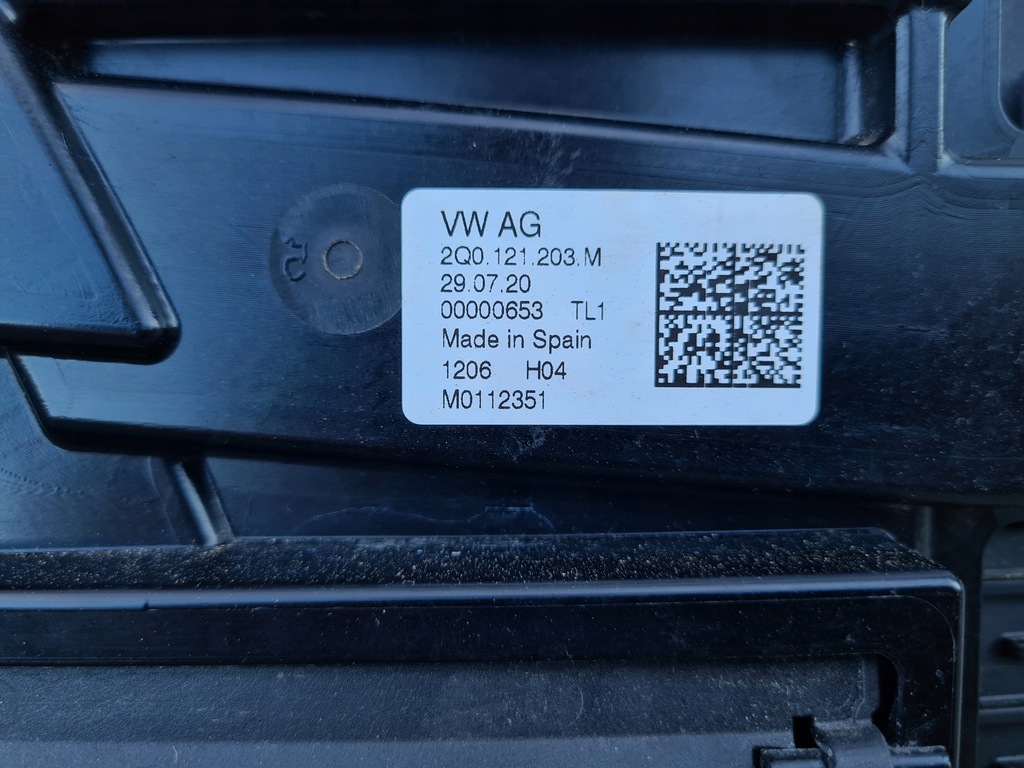 VW AG
2Q0.121.203.M
29.07.20
00000653 TL1
Made in Spain
1206 H04
M0112351